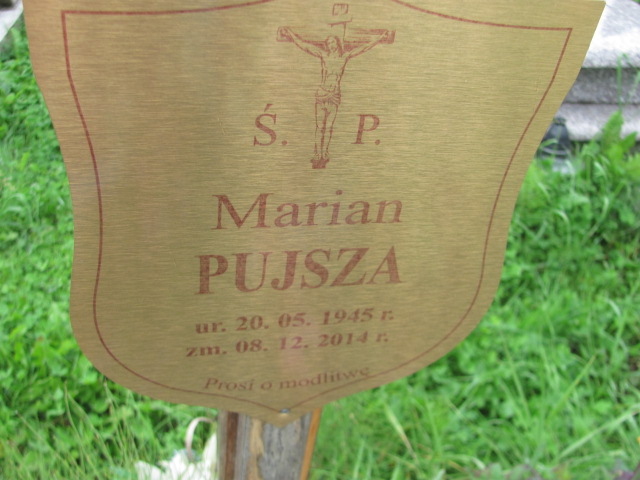 Ś. P.
Marian
PUJSZA
ur. 20. 05. 1945 r.
zm. 08. 12. 2014 r.
Prosi o modlitwę